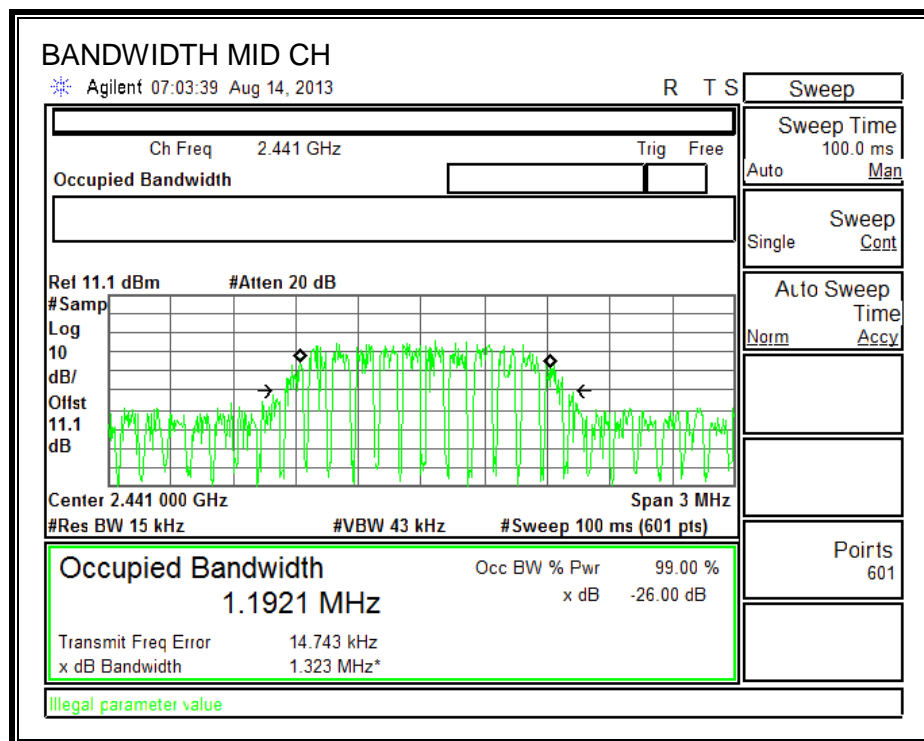 BANDWIDTH MID CH
Agilent 07:03:39 Aug 14, 2013 R T S
Ch Freq 2.441 GHz Trig Free
Occupied Bandwidth
Ref 11.1 dBm #Atten 20 dB
#Samp
Log
10
dB/
Offst
11.1
dB
Center 2.441 000 GHz Span 3 MHz
#Res BW 15 kHz #VBW 43 kHz #Sweep 100 ms (601 pts)
Occupied Bandwidth
1.1921 MHz
Occ BW % Pwr 99.00 %
x dB -26.00 dB
Transmit Freq Error 14.743 kHz
x dB Bandwidth 1.323 MHz*
Illegal parameter value
Sweep
Sweep Time
100.0 ms
Auto Man
Sweep
Single Cont
Auto Sweep
Time
Norm Accy
Points
601